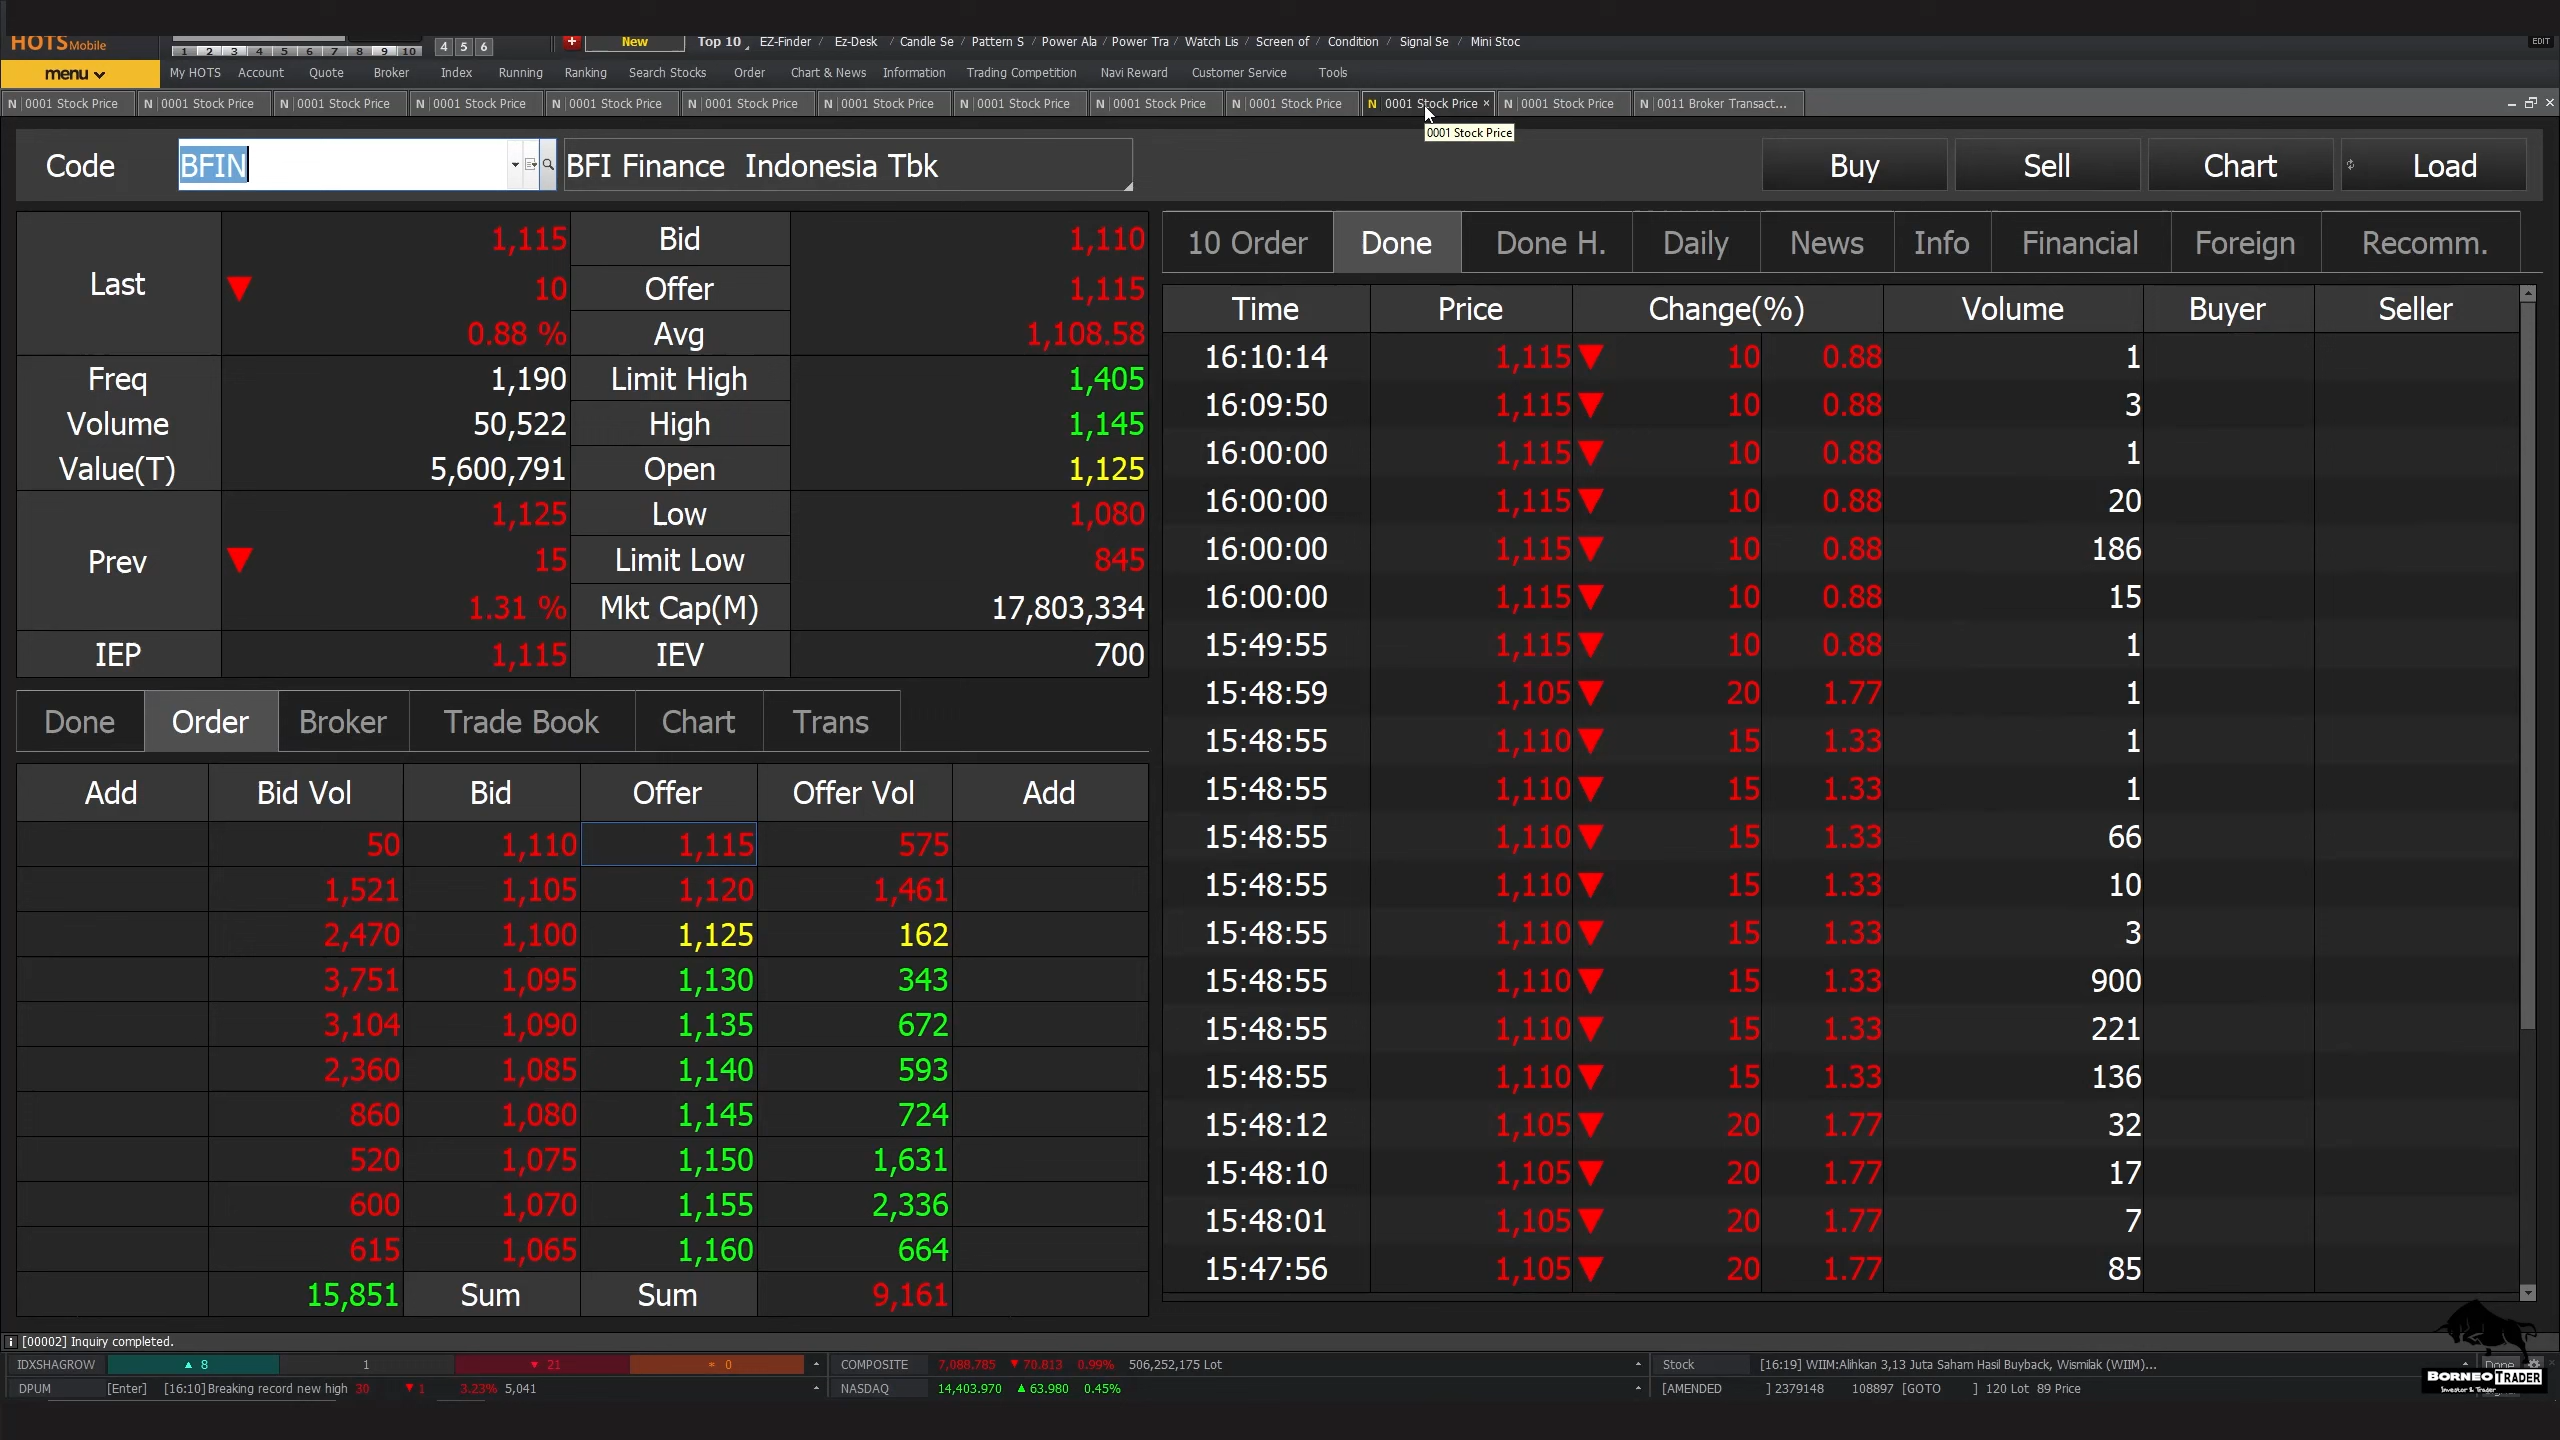 HOTS Mobile
1 2 3 4 5 6 7 8 9 10 4 5 6 New Top 10 EZ-Finder / Ez-Desk / Candle Se / Pattern S / Power Ala / Power Tra / Watch Lis / Screen of / Condition / Signal Se / Mini Stoc EDIT
menu My HOTS Account Quote Broker Index Running Ranking Search Stocks Order Chart & News Information Trading Competition Navi Reward Customer Service Tools
N 0001 Stock Price N 0001 Stock Price N 0001 Stock Price N 0001 Stock Price N 0001 Stock Price N 0001 Stock Price N 0001 Stock Price N 0001 Stock Price N 0001 Stock Price N 0001 Stock Price N 0001 Stock Price × N 0001 Stock Price N 0011 Broker Transact...
0001 Stock Price
Code BFIN BFI Finance Indonesia Tbk Buy Sell Chart Load
Last 1,115 Bid 1,110
▼ 10 Offer 1,115
0.88 % Avg 1,108.58
Freq 1,190 Limit High 1,405
Volume 50,522 High 1,145
Value(T) 5,600,791 Open 1,125
Prev 1,125 Low 1,080
▼ 15 Limit Low 845
1.31 % Mkt Cap(M) 17,803,334
IEP 1,115 IEV 700
Done Order Broker Trade Book Chart Trans
Add Bid Vol Bid Offer Offer Vol Add
50 1,110 1,115 575
1,521 1,105 1,120 1,461
2,470 1,100 1,125 162
3,751 1,095 1,130 343
3,104 1,090 1,135 672
2,360 1,085 1,140 593
860 1,080 1,145 724
520 1,075 1,150 1,631
600 1,070 1,155 2,336
615 1,065 1,160 664
15,851 Sum Sum 9,161
10 Order Done Done H. Daily News Info Financial Foreign Recomm.
Time Price Change(%) Volume Buyer Seller
16:10:14 1,115 ▼ 10 0.88 1
16:09:50 1,115 ▼ 10 0.88 3
16:00:00 1,115 ▼ 10 0.88 1
16:00:00 1,115 ▼ 10 0.88 20
16:00:00 1,115 ▼ 10 0.88 186
16:00:00 1,115 ▼ 10 0.88 15
15:49:55 1,115 ▼ 10 0.88 1
15:48:59 1,105 ▼ 20 1.77 1
15:48:55 1,110 ▼ 15 1.33 1
15:48:55 1,110 ▼ 15 1.33 1
15:48:55 1,110 ▼ 15 1.33 66
15:48:55 1,110 ▼ 15 1.33 10
15:48:55 1,110 ▼ 15 1.33 3
15:48:55 1,110 ▼ 15 1.33 900
15:48:55 1,110 ▼ 15 1.33 221
15:48:55 1,110 ▼ 15 1.33 136
15:48:12 1,105 ▼ 20 1.77 32
15:48:10 1,105 ▼ 20 1.77 17
15:48:01 1,105 ▼ 20 1.77 7
15:47:56 1,105 ▼ 20 1.77 85
[00002] Inquiry completed.
IDXSHAGROW ▲ 8 1 ▼ 21 0 COMPOSITE 7,088.785 ▼ 70.813 0.99% 506,252,175 Lot Stock [16:19] WIIM:Alihkan 3,13 Juta Saham Hasil Buyback, Wismilak (WIIM)... Done
DPUM [Enter] [16:10]Breaking record new high 30 ▼ 1 3.23% 5,041 NASDAQ 14,403.970 ▲ 63.980 0.45% [AMENDED ] 2379148 108897 [GOTO ] 120 Lot 89 Price
BORNEO TRADER
Investor & Trader